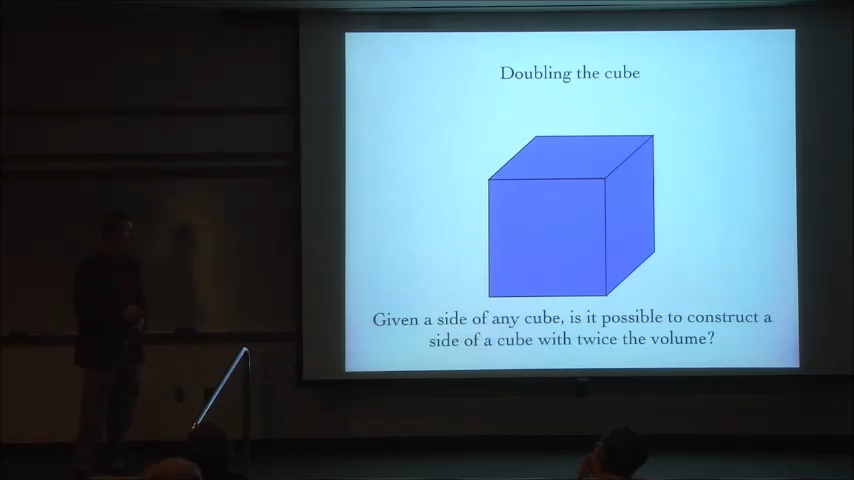 Doubling the cube
Given a side of any cube, is it possible to construct a
side of a cube with twice the volume?